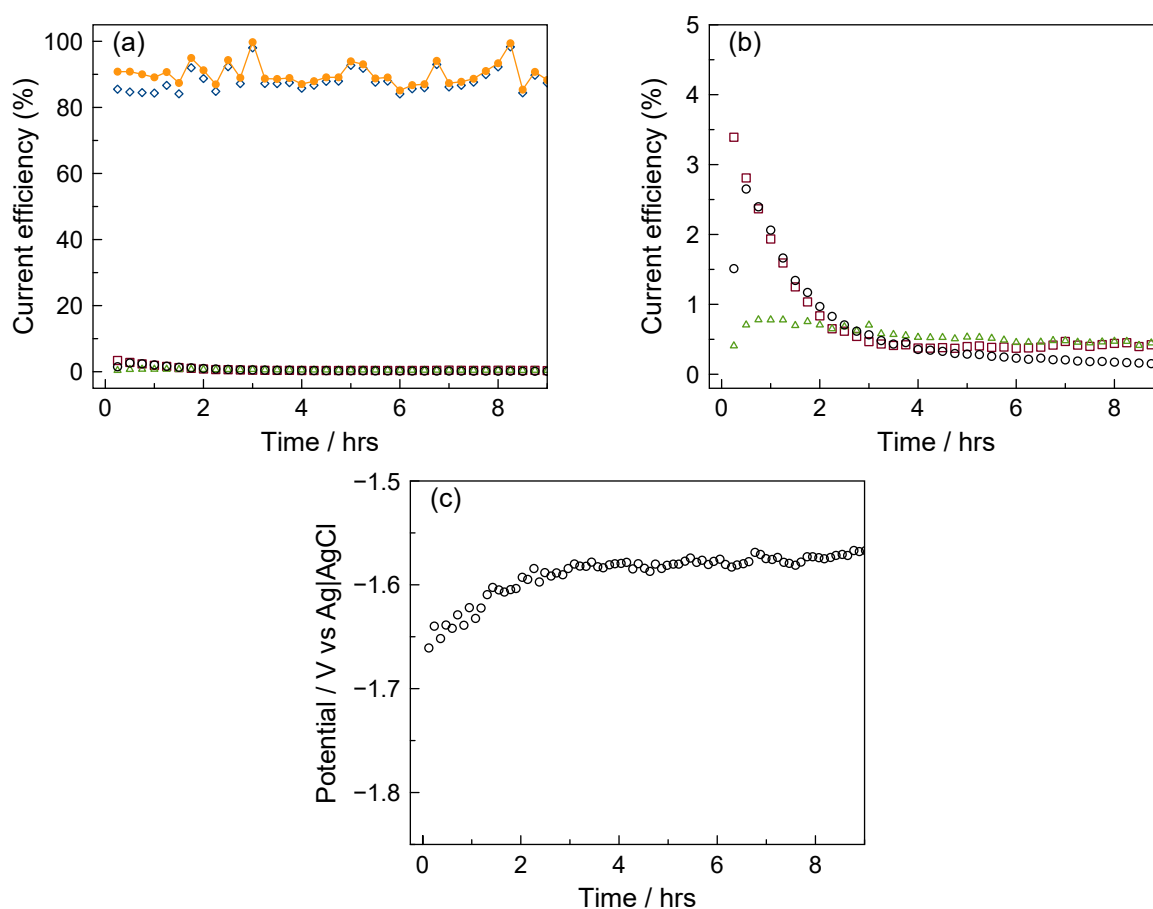 (a)
Current efficiency (%)
100
80
60
40
20
0
0 2 4 6 8
Time / hrs
(b)
Current efficiency (%)
5
4
3
2
1
0
0 2 4 6 8
Time / hrs
(c)
Potential / V vs Ag|AgCl
−1.5
−1.6
−1.7
−1.8
0 2 4 6 8
Time / hrs